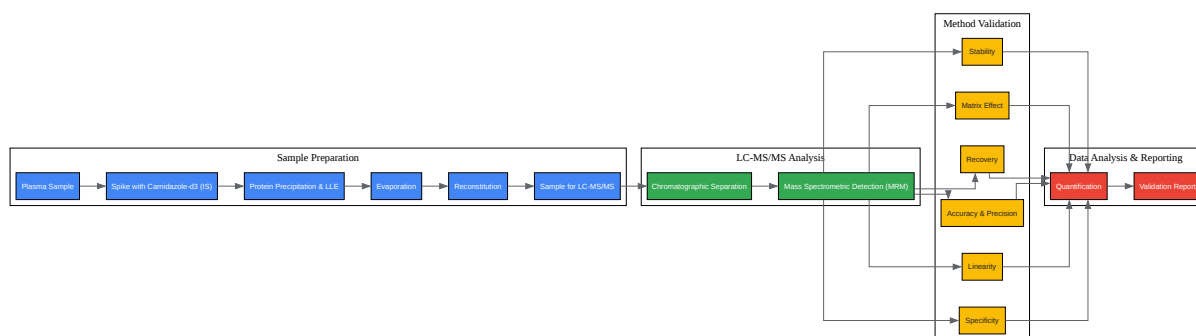 Method Validation
Stability
Matrix Effect
Sample Preparation
LC-MS/MS Analysis
Recovery
Data Analysis & Reporting
Plasma Sample
Spike with Carnidazole-d3 (IS)
Protein Precipitation & LLE
Evaporation
Reconstitution
Sample for LC-MS/MS
Chromatographic Separation
Mass Spectrometric Detection (MRM)
Quantification
Validation Report
Accuracy & Precision
Linearity
Specificity